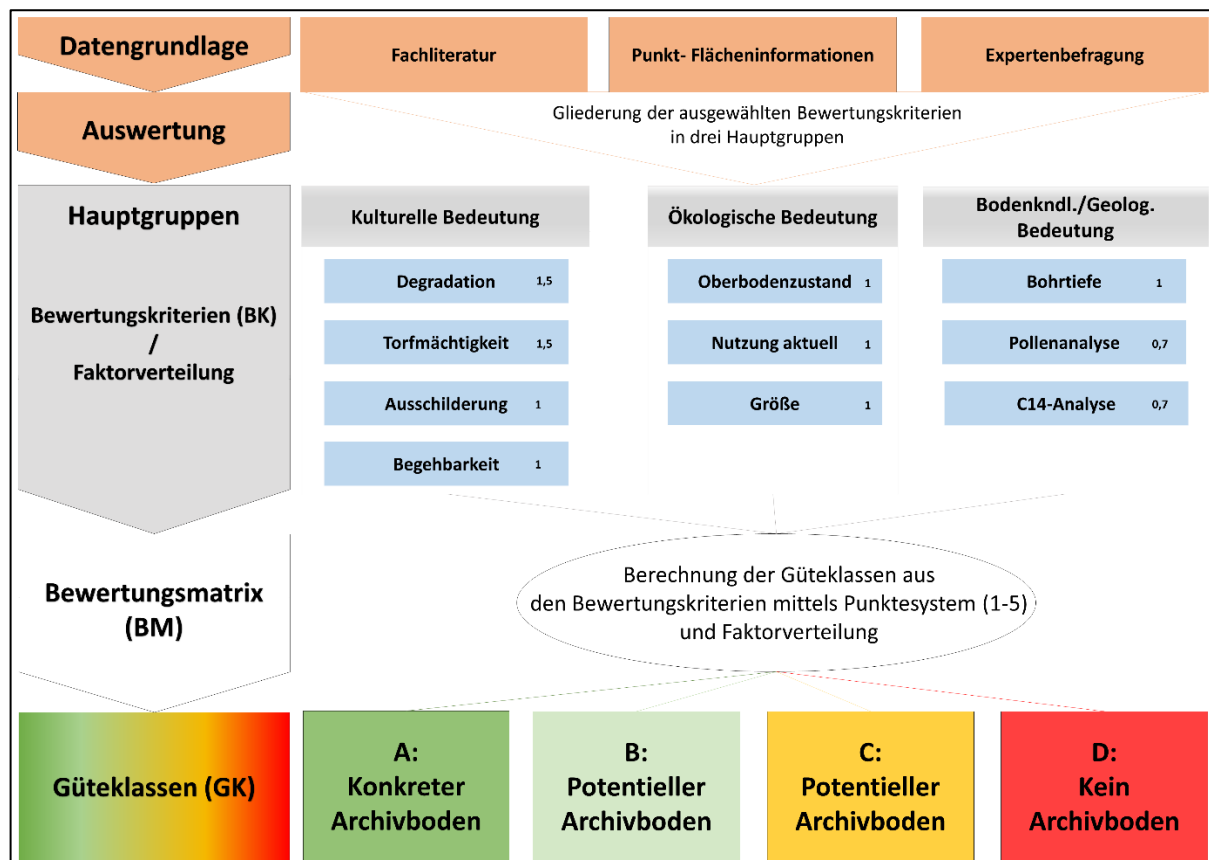 Datengrundlage
Fachliteratur
Punkt- Flächeninformationen
Expertenbefragung
Auswertung
Gliederung der ausgewählten Bewertungskriterien
in drei Hauptgruppen
Hauptgruppen
Bewertungskriterien (BK)
/
Faktorverteilung
Kulturelle Bedeutung
Degradation 1,5
Torfmächtigkeit 1,5
Ausschilderung 1
Begehbarkeit 1
Ökologische Bedeutung
Oberbodenzustand 1
Nutzung aktuell 1
Größe 1
Bodenkndl./Geolog.
Bedeutung
Bohrtiefe 1
Pollenanalyse 0,7
C14-Analyse 0,7
Bewertungsmatrix
(BM)
Berechnung der Güteklassen aus
den Bewertungskriterien mittels Punktesystem (1-5)
und Faktorverteilung
Güteklassen (GK)
A:
Konkreter
Archivboden
B:
Potentieller
Archivboden
C:
Potentieller
Archivboden
D:
Kein
Archivboden